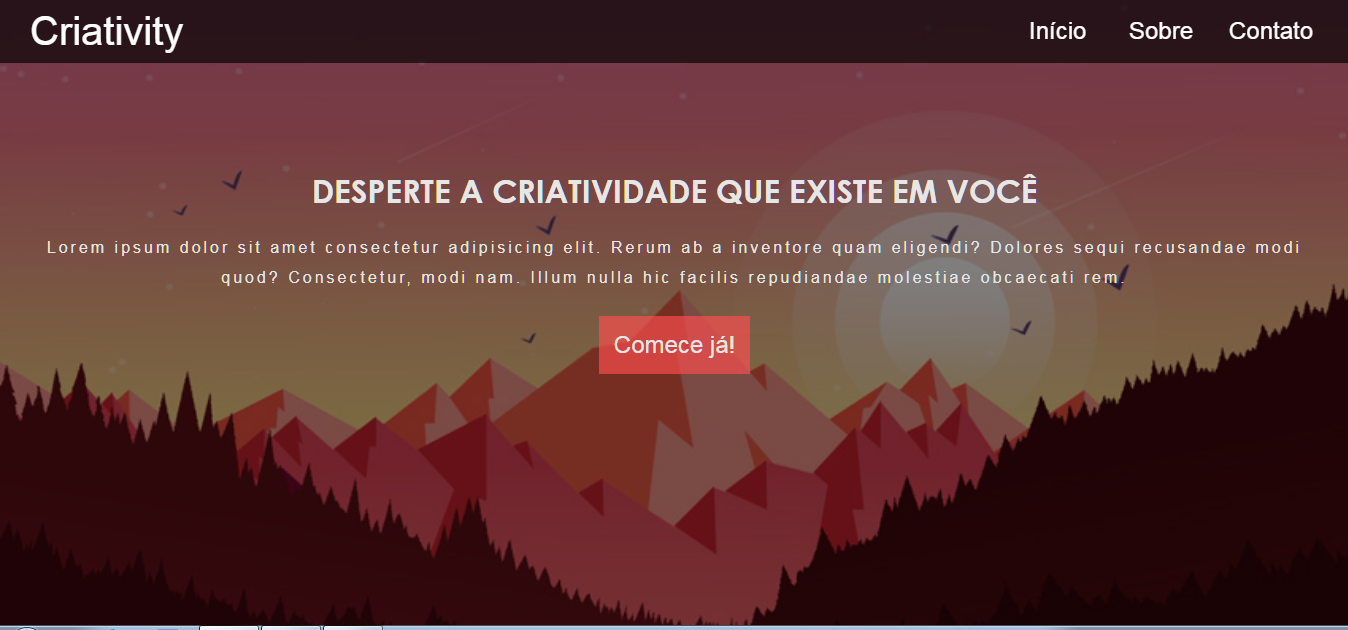 Criativity
Início Sobre Contato
DESPERTE A CRIATIVIDADE QUE EXISTE EM VOCÊ
Lorem ipsum dolor sit amet consectetur adipisicing elit. Rerum ab a inventore quam eligendi? Dolores sequi recusandae modi
quod? Consectetur, modi nam. Illum nulla hic facilis repudiandae molestiae obcaecati rem.
Comece já!